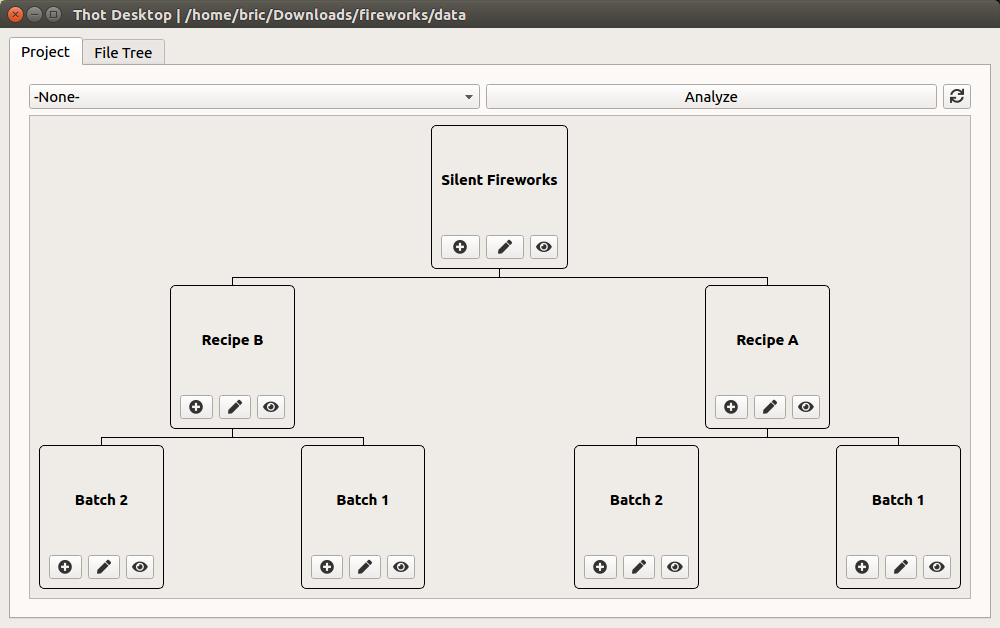 Thot Desktop | /home/bric/Downloads/fireworks/data
Project File Tree
-None- Analyze
Silent Fireworks
Recipe B Recipe A
Batch 2 Batch 1 Batch 2 Batch 1